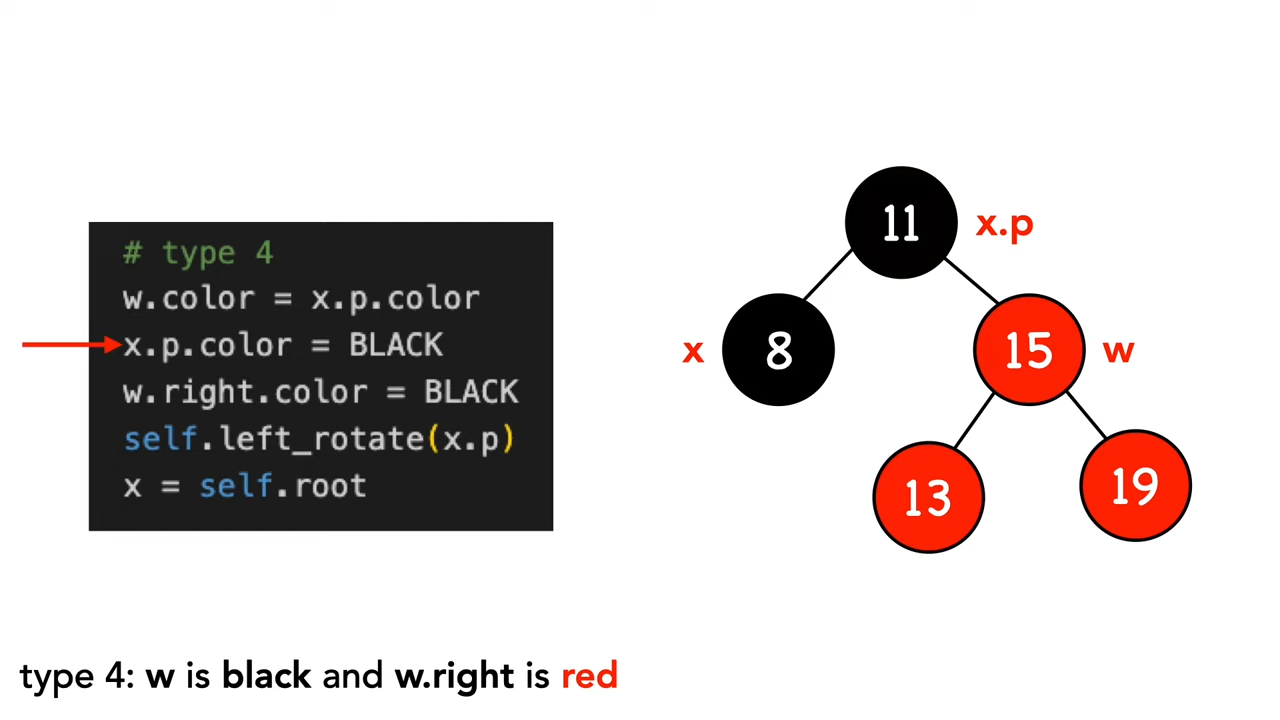 # type 4
w.color = x.p.color
x.p.color = BLACK
w.right.color = BLACK
self.left_rotate(x.p)
x = self.root
11 x.p
x 8 15 w
13 19
type 4: w is black and w.right is red